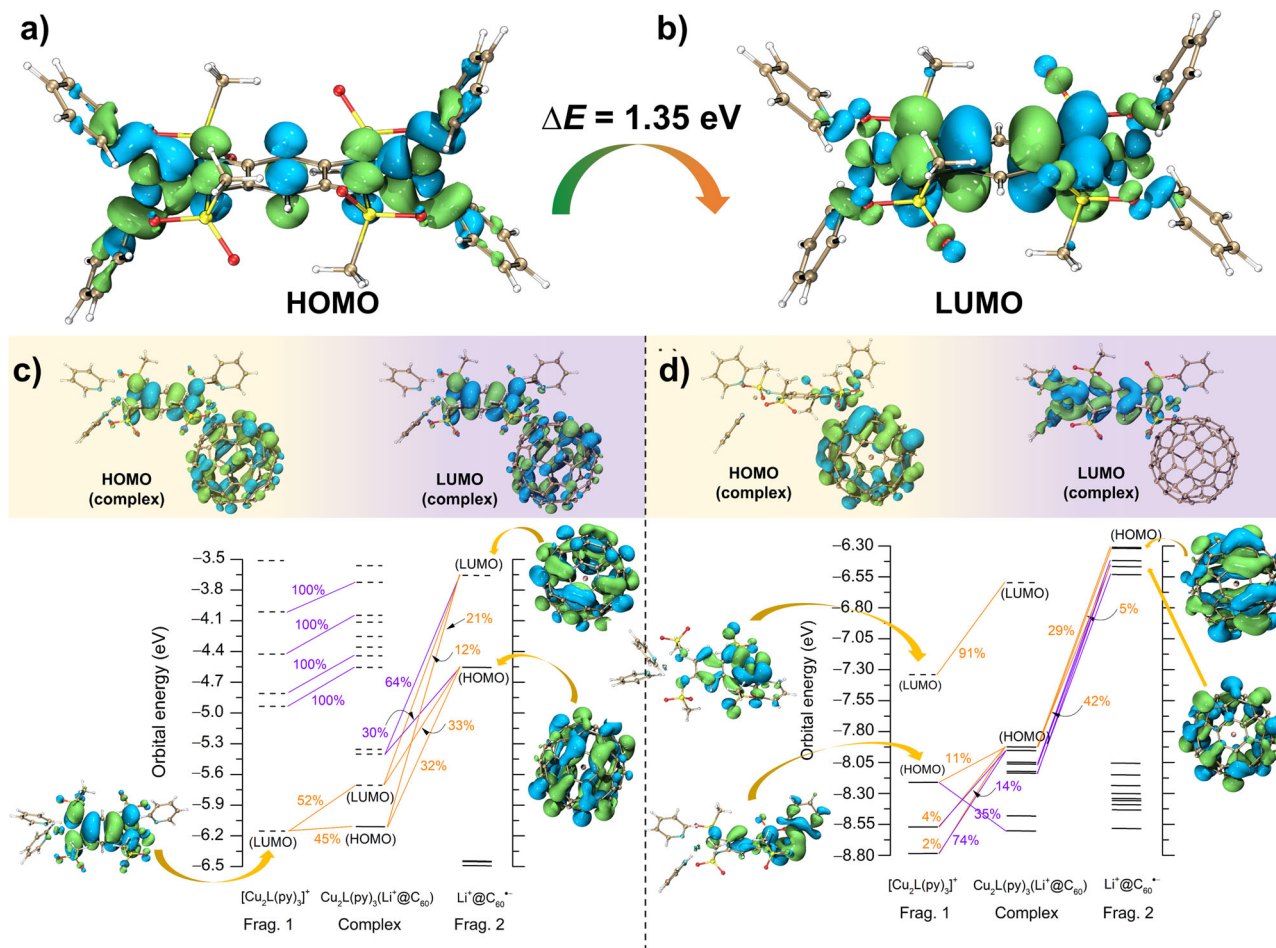 a)
b)
ΔE = 1.35 eV
HOMO
LUMO
c)
HOMO
(complex)
LUMO
(complex)
d)
HOMO
(complex)
LUMO
(complex)
Orbital energy (eV)
−3.5
−3.8
−4.1
−4.4
−4.7
−5.0
−5.3
−5.6
−5.9
−6.2
−6.5
100%
100%
100%
100%
(LUMO)
21%
12%
(HOMO)
64%
30%
33%
32%
52%
(LUMO)
45%
(LUMO)
(HOMO)
[Cu₂L(py)₃]⁺
Cu₂L(py)₃(Li⁺@C₆₀)
Li⁺@C₆₀•−
Frag. 1
Complex
Frag. 2
Orbital energy (eV)
−6.30
−6.55
−6.80
−7.05
−7.30
−7.55
−7.80
−8.05
−8.30
−8.55
−8.80
(HOMO)
(LUMO)
5%
29%
91%
(LUMO)
42%
(HOMO)
11%
(HOMO)
14%
4%
35%
2%
74%
[Cu₂L(py)₃]⁺
Cu₂L(py)₃(Li⁺@C₆₀)
Li⁺@C₆₀•−
Frag. 1
Complex
Frag. 2